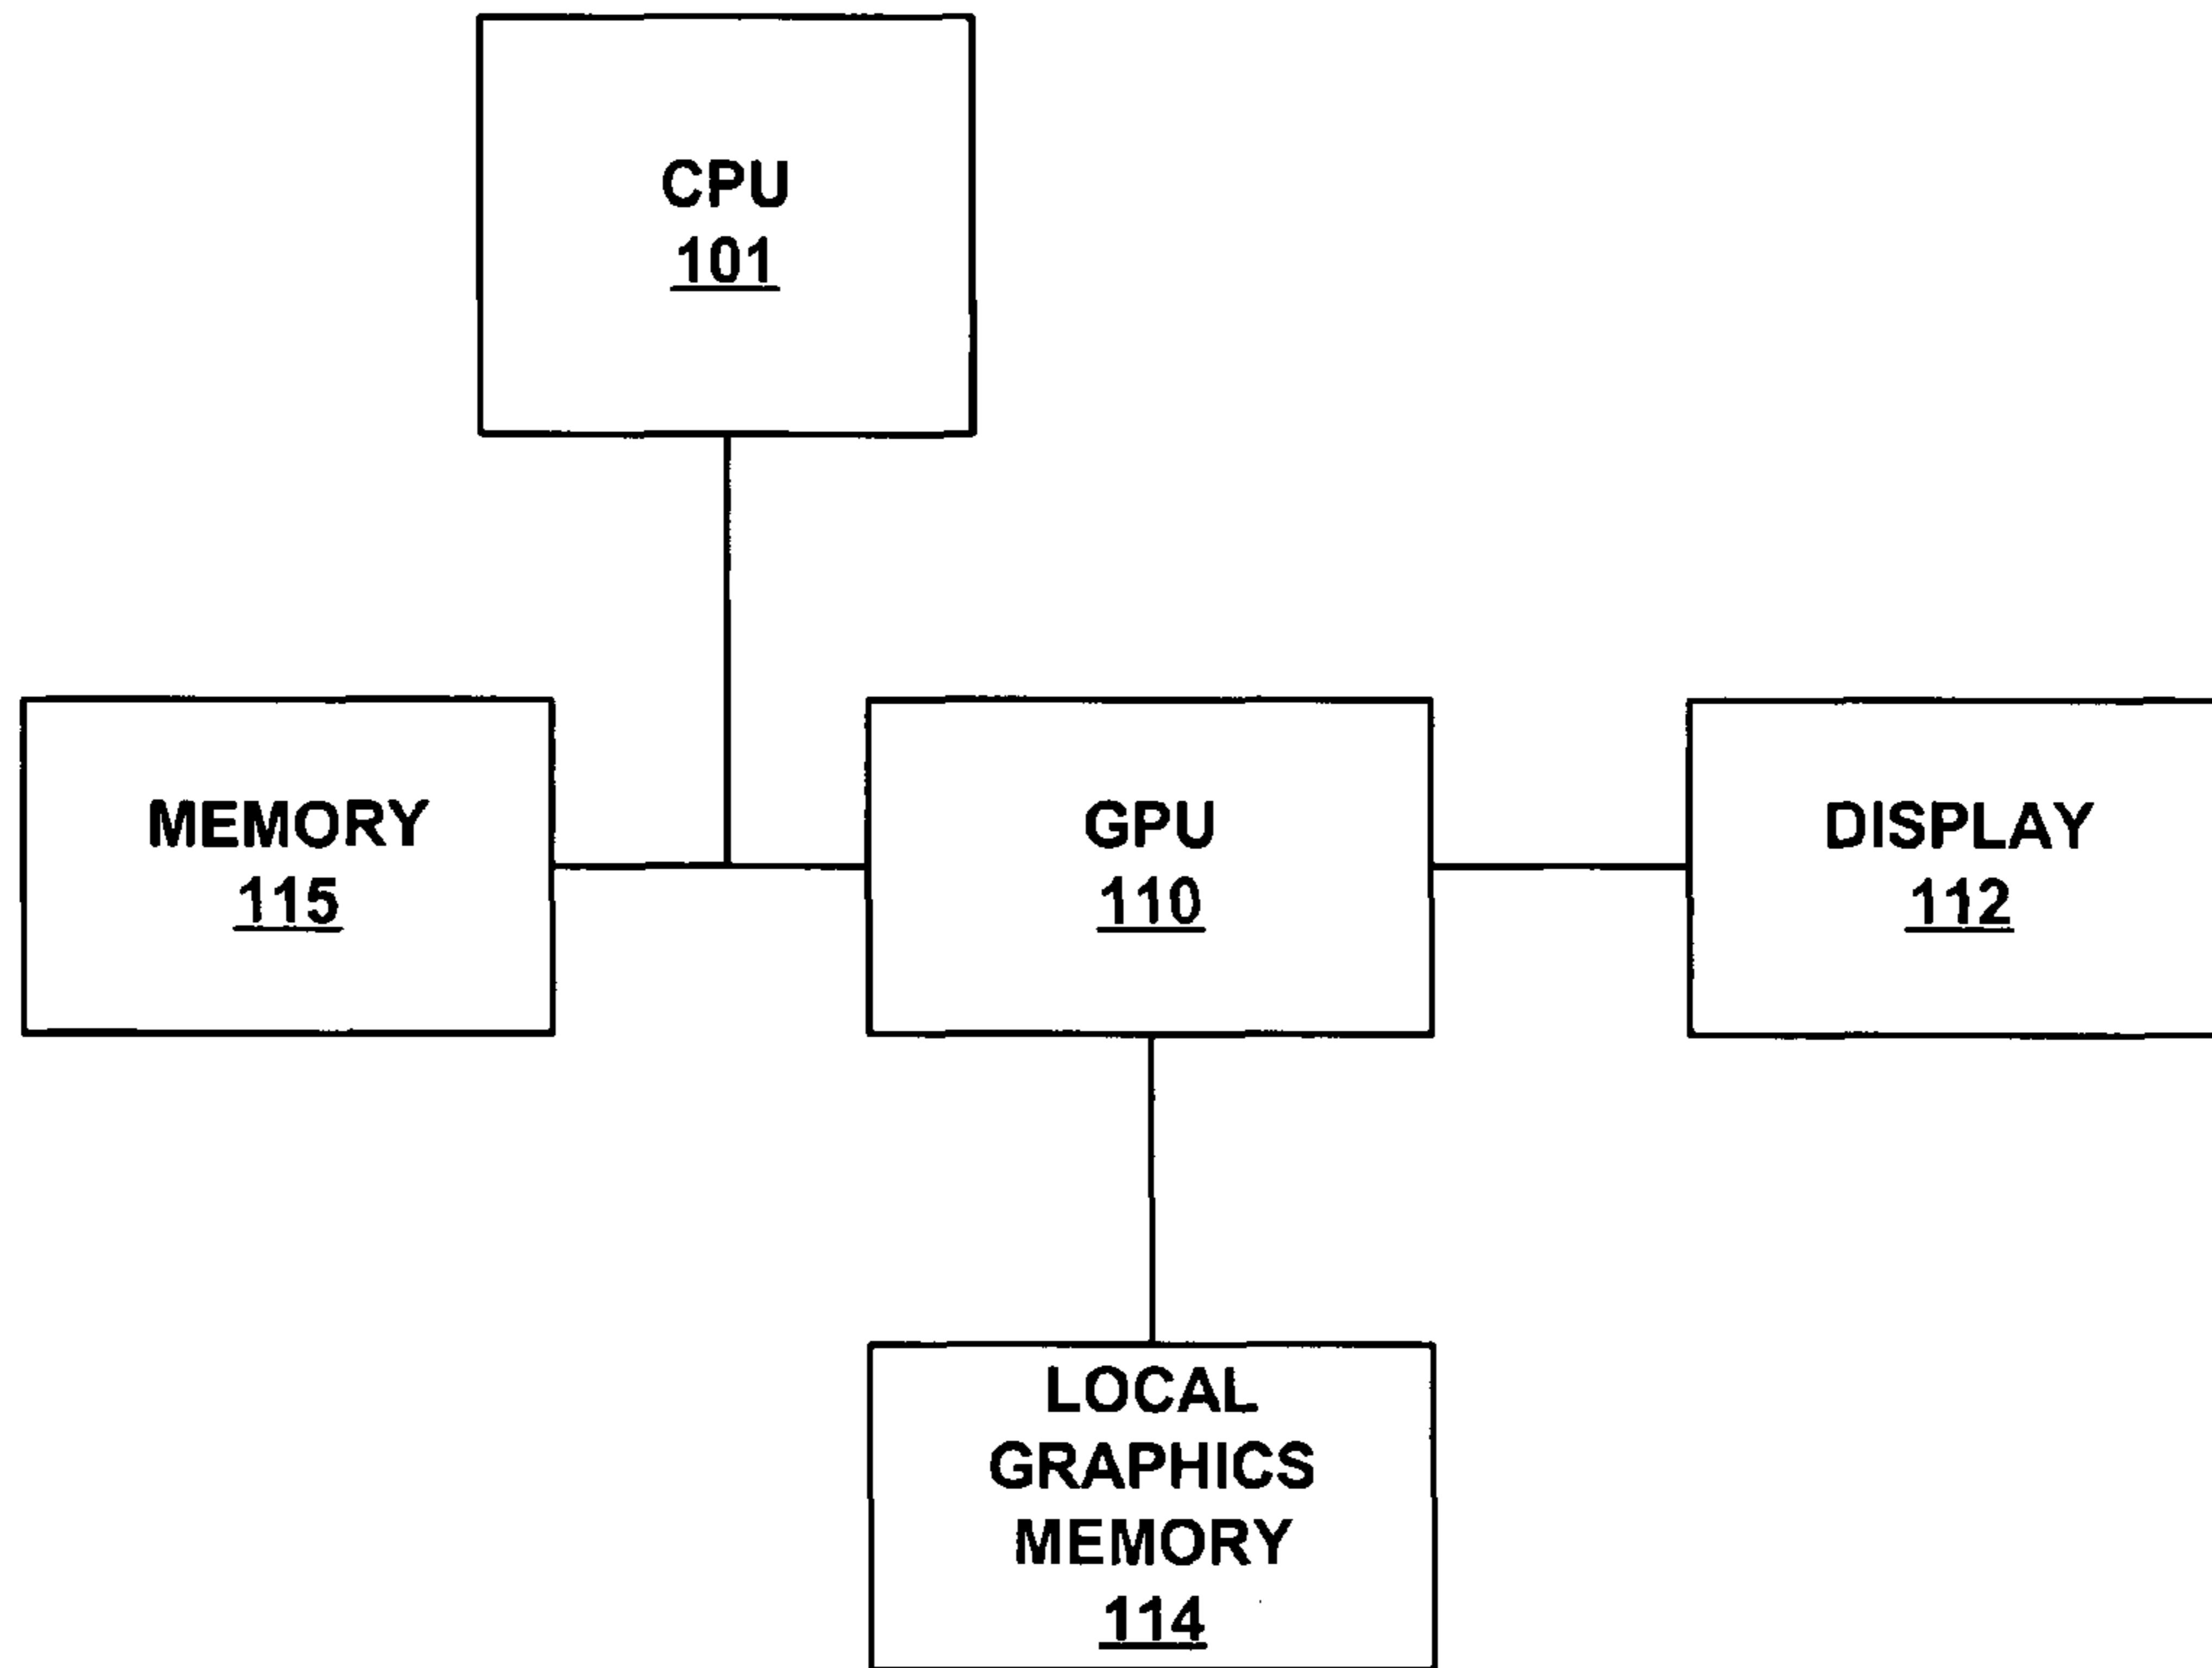 CPU
101
MEMORY
115
GPU
110
DISPLAY
112
LOCAL
GRAPHICS
MEMORY
114